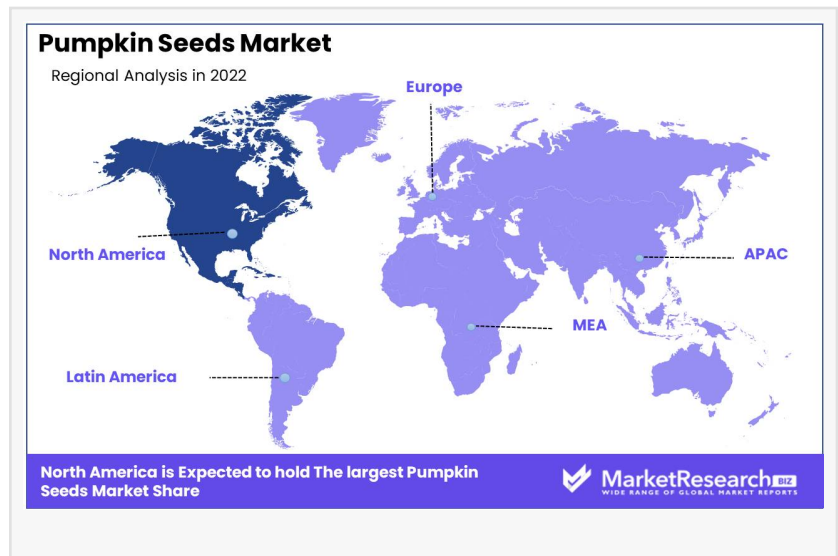 Pumpkin Seeds Market
Regional Analysis in 2022
Europe
North America
APAC
MEA
Latin America
North America is Expected to hold The largest Pumpkin
Seeds Market Share
MarketResearch BIZ
WIDE RANGE OF GLOBAL MARKET REPORTS